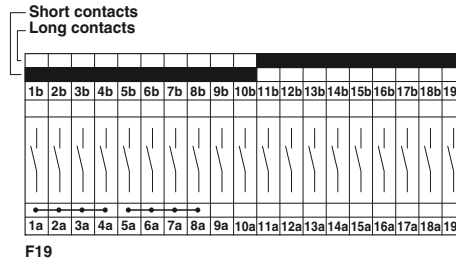 Short contacts
Long contacts
1b 2b 3b 4b 5b 6b 7b 8b 9b 10b 11b 12b 13b 14b 15b 16b 17b 18b 19
1a 2a 3a 4a 5a 6a 7a 8a 9a 10a 11a 12a 13a 14a 15a 16a 17a 18a 19
F19